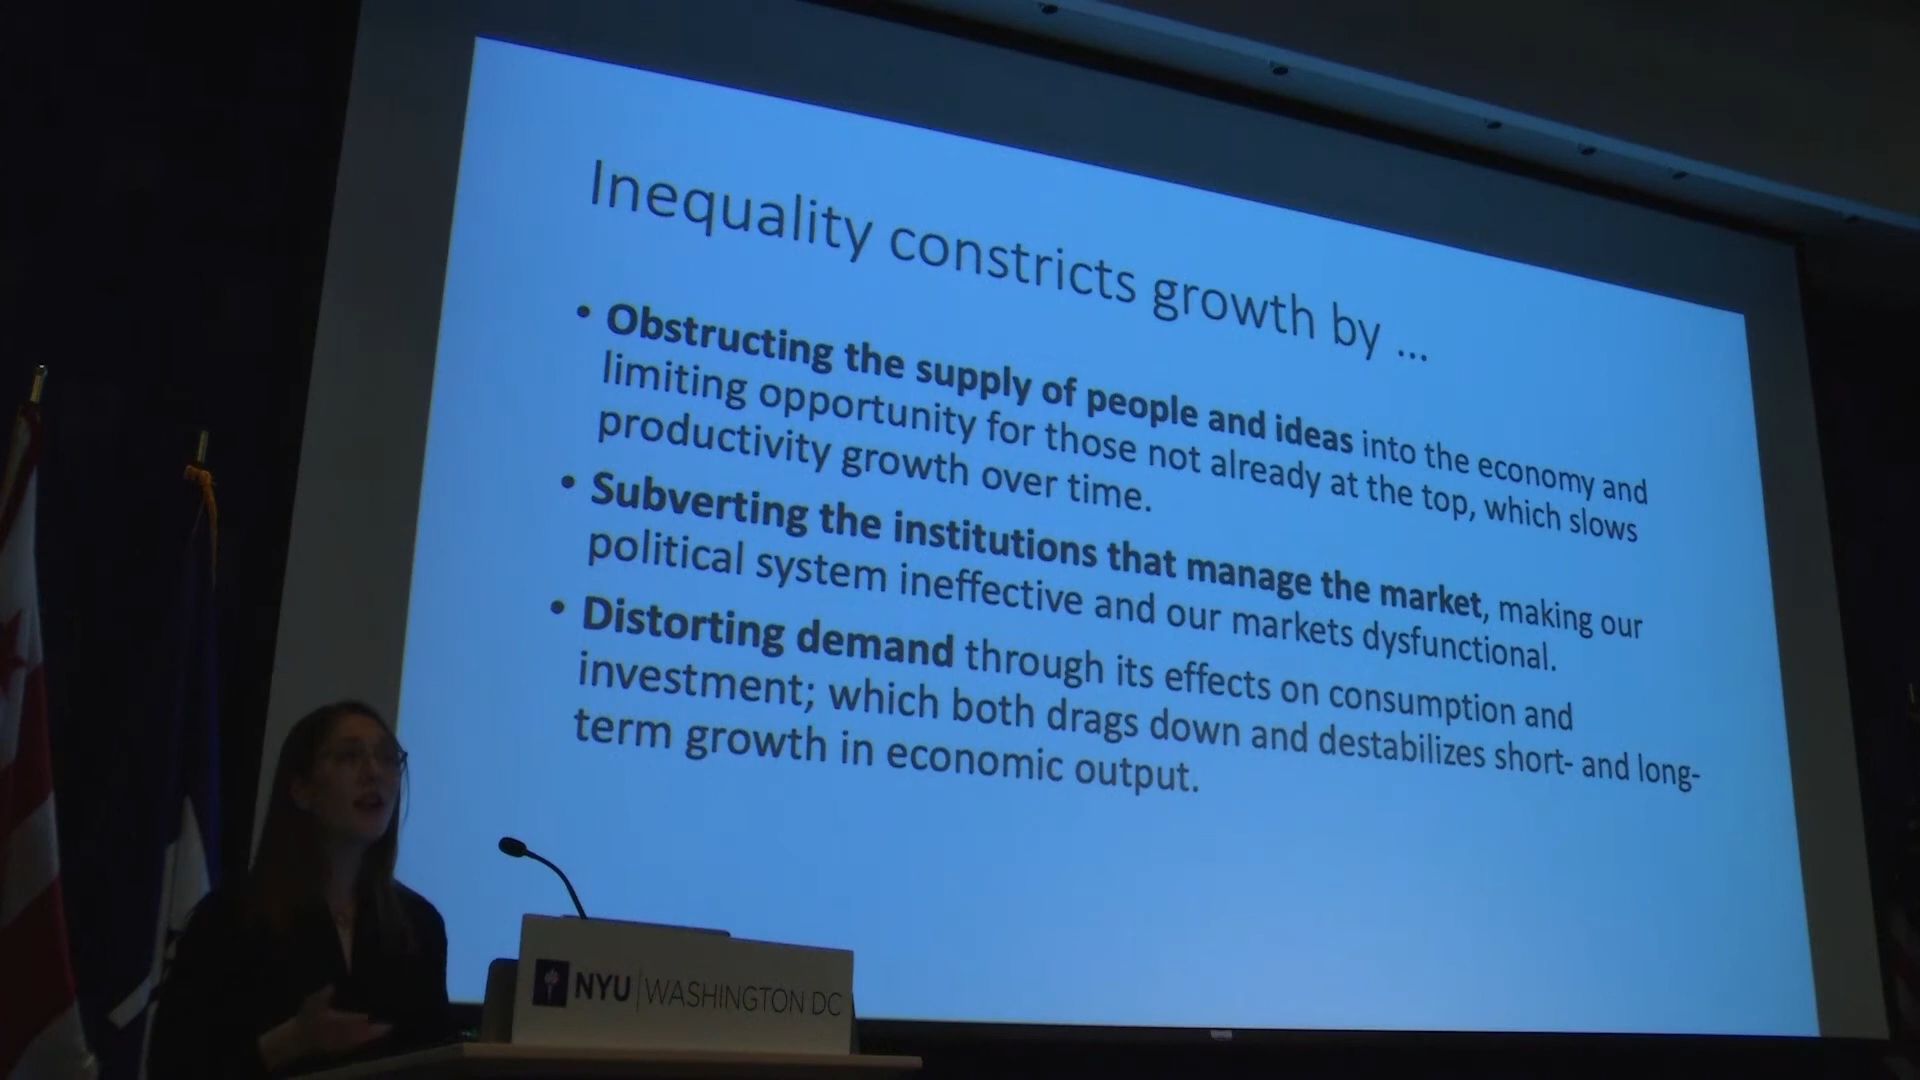 Inequality constricts growth by ...
• Obstructing the supply of people and ideas into the economy and
limiting opportunity for those not already at the top, which slows
productivity growth over time.
• Subverting the institutions that manage the market, making our
political system ineffective and our markets dysfunctional.
• Distorting demand through its effects on consumption and
investment; which both drags down and destabilizes short- and long-
term growth in economic output.
NYU | WASHINGTON DC